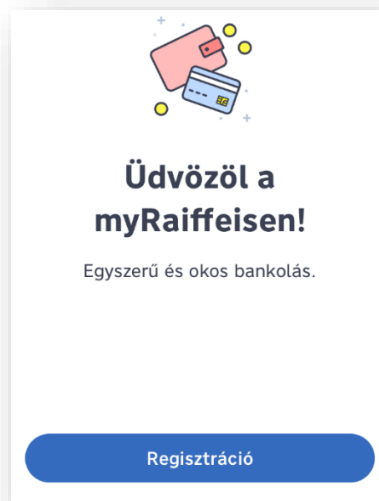 Üdvözöl a
myRaiffeisen!
Egyszerű és okos bankolás.
Regisztráció